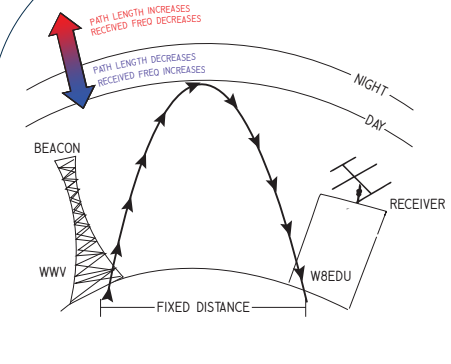 PATH LENGTH INCREASES
RECEIVED FREQ DECREASES
PATH LENGTH DECREASES
RECEIVED FREQ INCREASES
NIGHT
DAY
BEACON
RECEIVER
WWV
W8EDU
FIXED DISTANCE